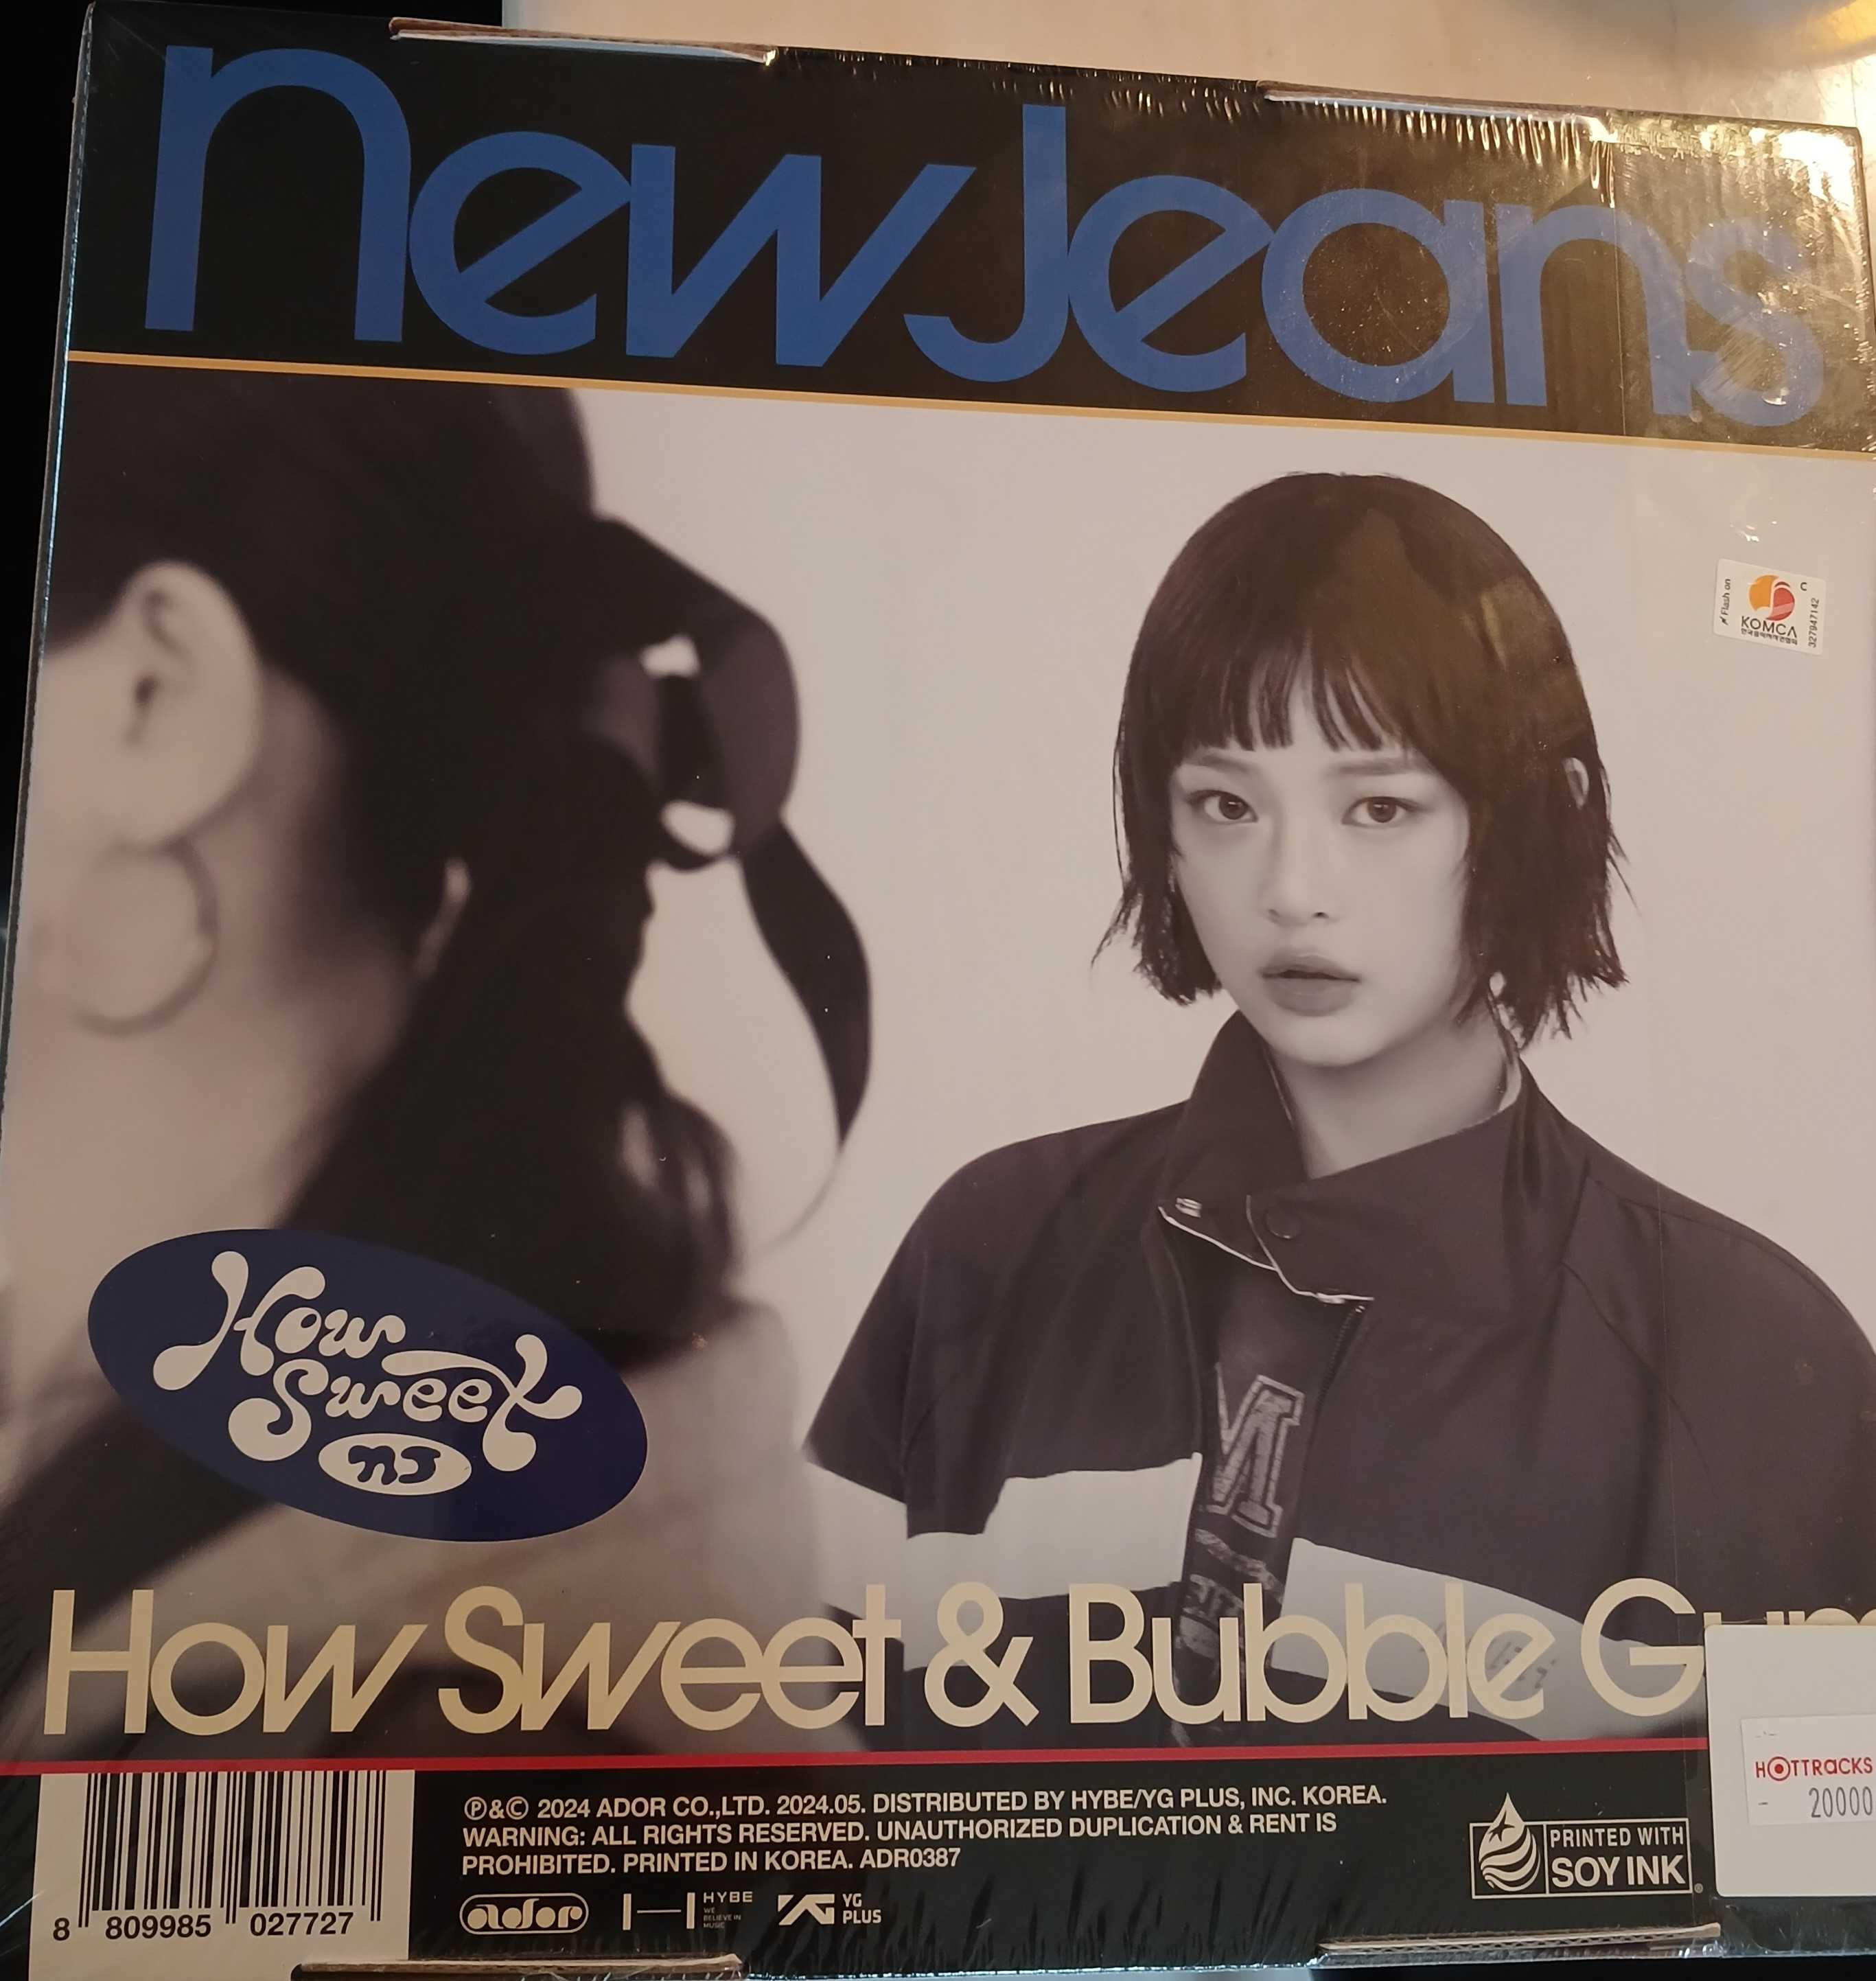 newJeans
Flash on
C
KOMCA
327947142
How
Sweet
nj
N
How Sweet & Bubble
HOTTRACKS
20000
℗&© 2024 ADOR CO.,LTD. 2024.05. DISTRIBUTED BY HYBE/YG PLUS, INC. KOREA.
WARNING: ALL RIGHTS RESERVED. UNAUTHORIZED DUPLICATION & RENT IS
PROHIBITED. PRINTED IN KOREA. ADR0387
PRINTED WITH
SOY INK
ador
HYBE
WE
BELIEVE IN
MUSIC
YG
PLUS
8 809985 027727